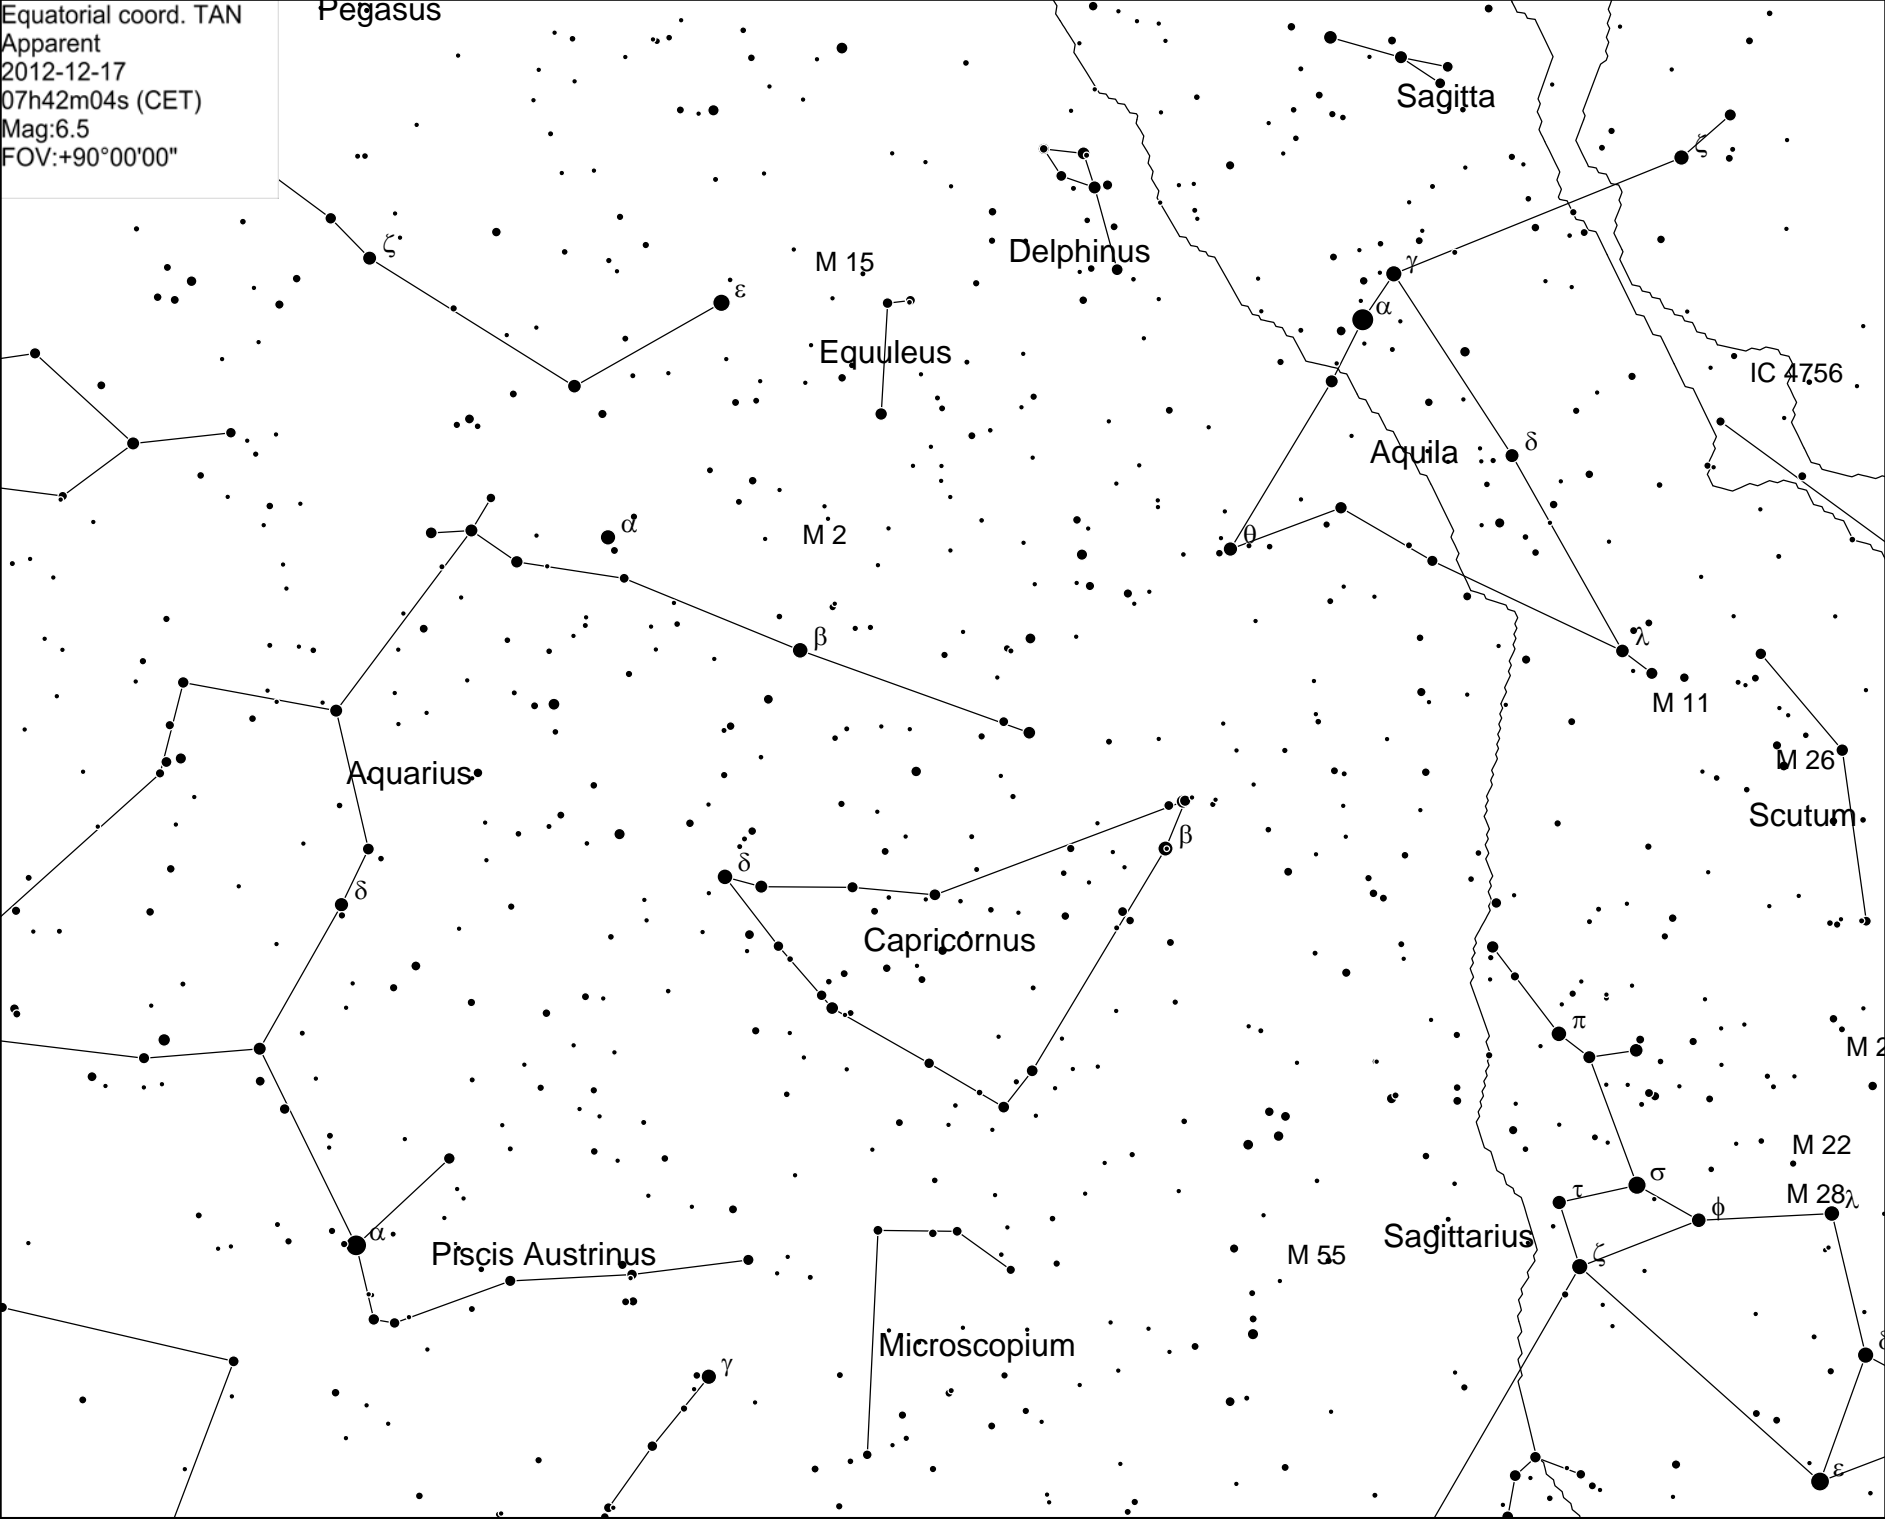 Equatorial coord. TAN
Apparent
2012-12-17
07h42m04s (CET)
Mag:6.5
FOV:+90°00'00"
Pegasus
Sagitta
ζ
ζ
M 15
Delphinus
γ
ε
α
Equuleus
IC 4756
Aquila
δ
α
M 2
θ
β
λ
M 11
Aquarius
M 26
Scutum
β
δ
δ
Capricornus
π
M 2
M 22
σ
τ
M 28
λ
ϕ
α
Piscis Austrinus
M 55
Sagittarius
ζ
Microscopium
δ
γ
ε